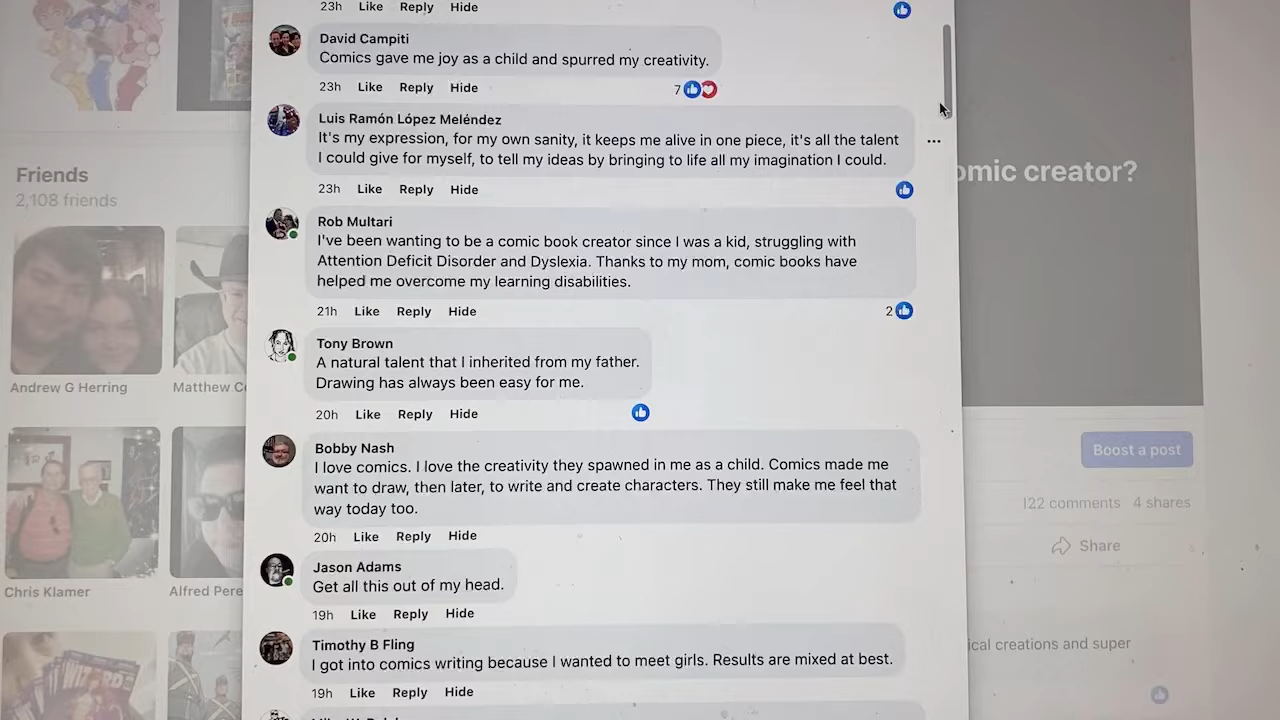 23h Like Reply Hide
David Campiti
Comics gave me joy as a child and spurred my creativity.
23h Like Reply Hide 7
Luis Ramón López Meléndez
It's my expression, for my own sanity, it keeps me alive in one piece, it's all the talent
I could give for myself, to tell my ideas by bringing to life all my imagination I could.
23h Like Reply Hide
Rob Multari
I've been wanting to be a comic book creator since I was a kid, struggling with
Attention Deficit Disorder and Dyslexia. Thanks to my mom, comic books have
helped me overcome my learning disabilities.
21h Like Reply Hide 2
Tony Brown
A natural talent that I inherited from my father.
Drawing has always been easy for me.
20h Like Reply Hide
Bobby Nash
I love comics. I love the creativity they spawned in me as a child. Comics made me
want to draw, then later, to write and create characters. They still make me feel that
way today too.
20h Like Reply Hide
Jason Adams
Get all this out of my head.
19h Like Reply Hide
Timothy B Fling
I got into comics writing because I wanted to meet girls. Results are mixed at best.
19h Like Reply Hide
Friends
2,108 friends
Andrew G Herring
Matthew
Chris Klamer
Alfred
creator?
Boost a post
122 comments 4 shares
Share
creations and super